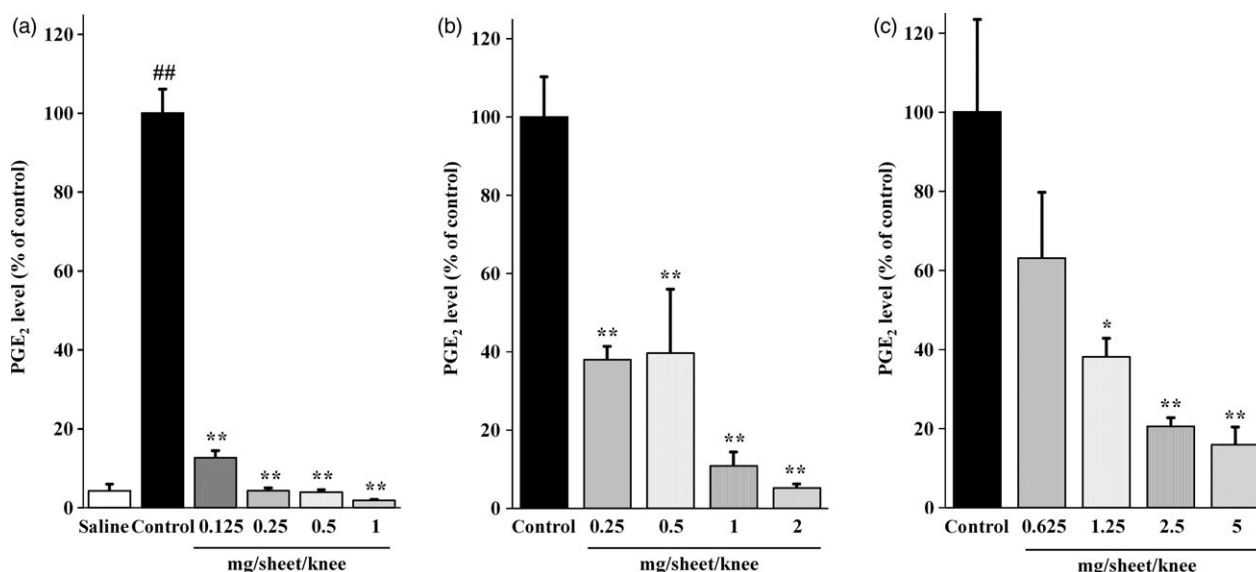 (a)
PGE2 level (% of control)
120
100
80
60
40
20
0
##
**
**
**
**
Saline Control 0.125 0.25 0.5 1
mg/sheet/knee
(b)
PGE2 level (% of control)
120
100
80
60
40
20
0
**
**
**
**
Control 0.25 0.5 1 2
mg/sheet/knee
(c)
PGE2 level (% of control)
120
100
80
60
40
20
0
*
**
**
Control 0.625 1.25 2.5 5
mg/sheet/knee